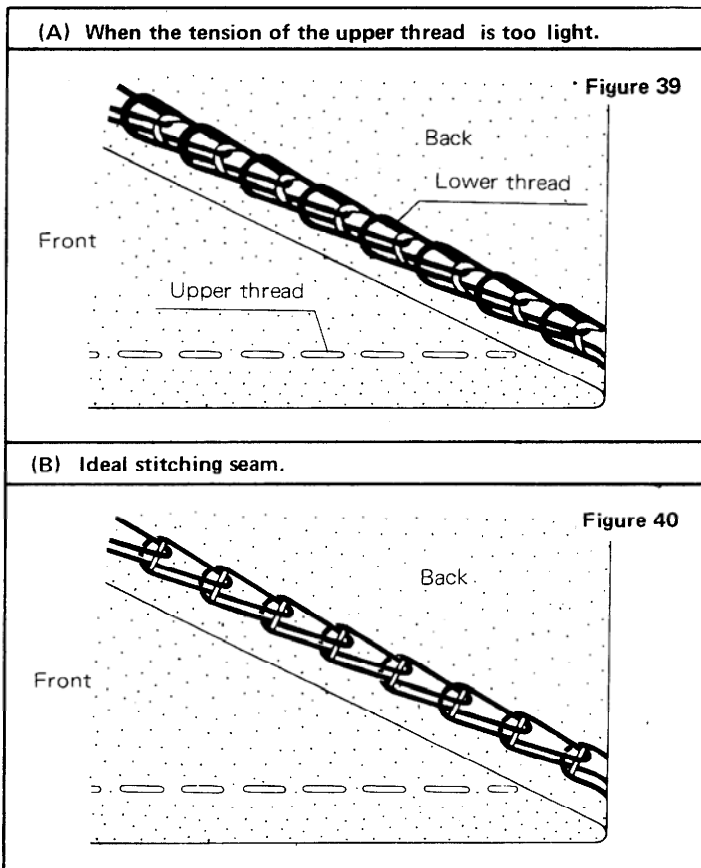 (A) When the tension of the upper thread is too light.
Figure 39
Back
Lower thread
Front
Upper thread
(B) Ideal stitching seam.
Figure 40
Back
Front